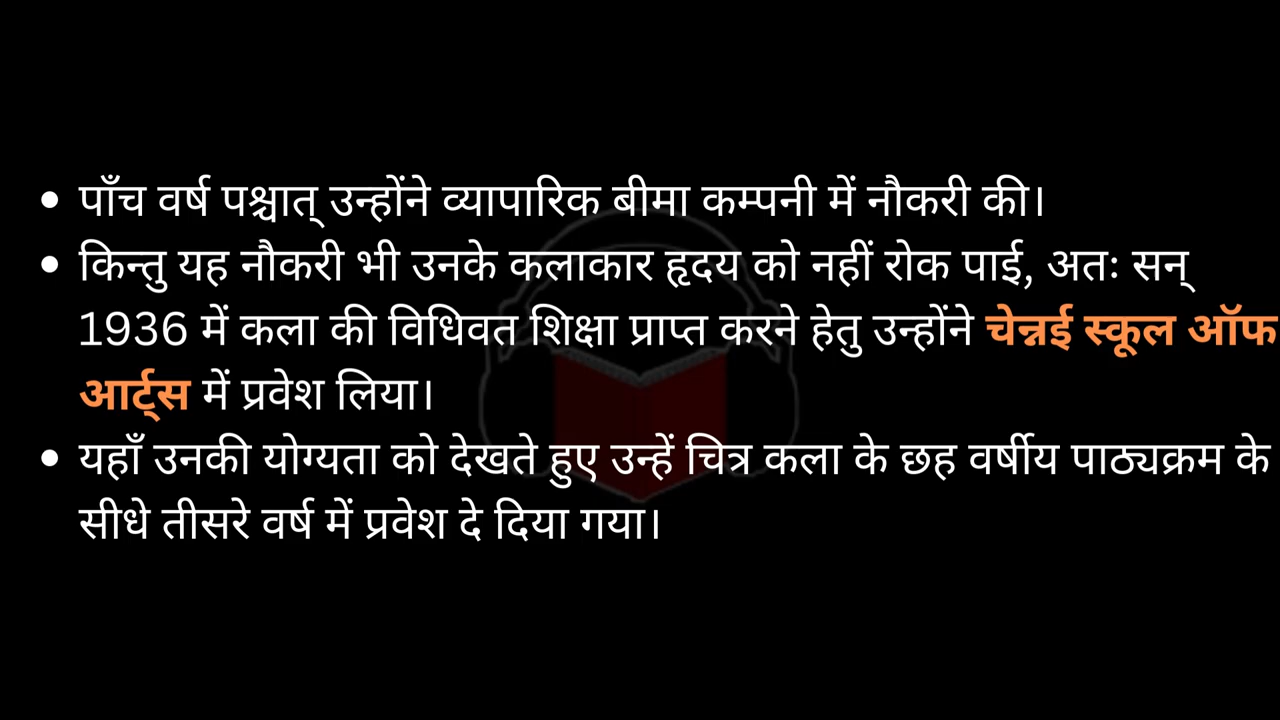 • पाँच वर्ष पश्चात् उन्होंने व्यापारिक बीमा कम्पनी में नौकरी की।
• किन्तु यह नौकरी भी उनके कलाकार हृदय को नहीं रोक पाई, अतः सन्
1936 में कला की विधिवत शिक्षा प्राप्त करने हेतु उन्होंने चेन्नई स्कूल ऑफ
आर्ट्स में प्रवेश लिया।
• यहाँ उनकी योग्यता को देखते हुए उन्हें चित्र कला के छह वर्षीय पाठ्यक्रम के
सीधे तीसरे वर्ष में प्रवेश दे दिया गया।